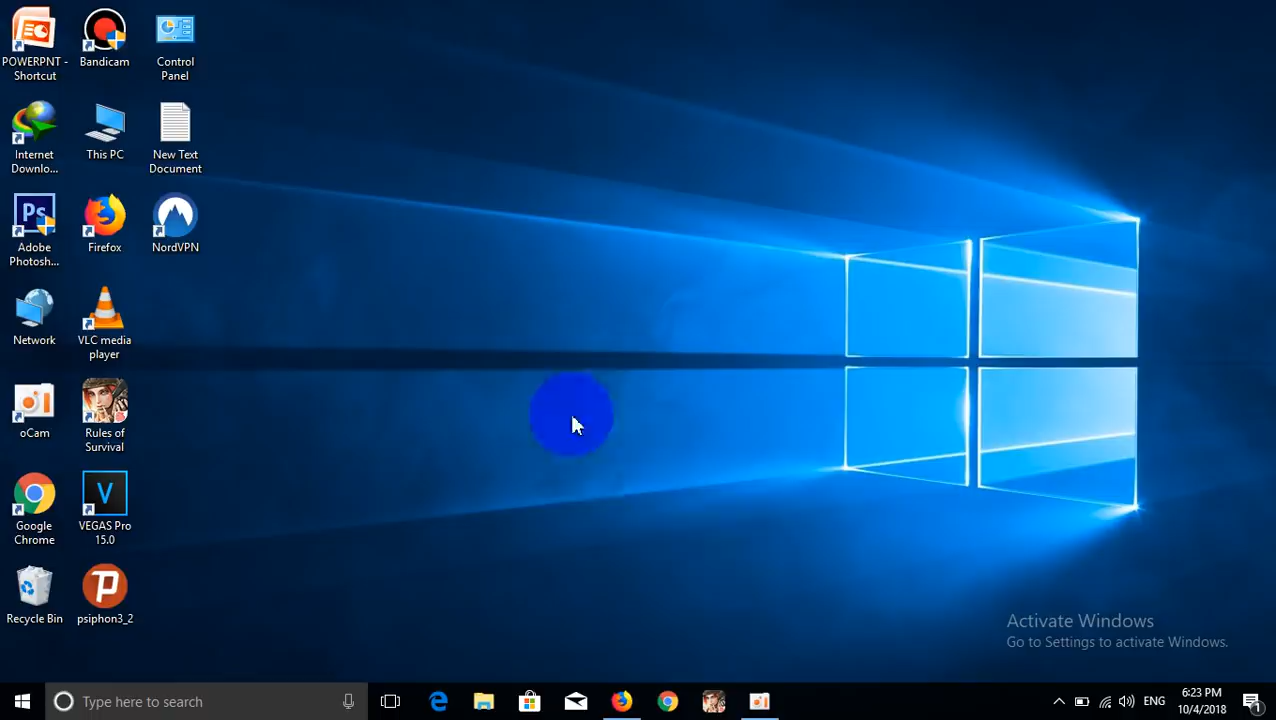 POWERPNT -
Shortcut
Bandicam
Control
Panel
Internet
Downlo...
This PC
New Text
Document
Ps
Adobe
Photosh...
Firefox
NordVPN
Network
VLC media
player
oCam
Rules of
Survival
Google
Chrome
V
VEGAS Pro
15.0
Recycle Bin
psiphon3_2
Activate Windows
Go to Settings to activate Windows.
Type here to search
ENG
6:23 PM
10/4/2018
1